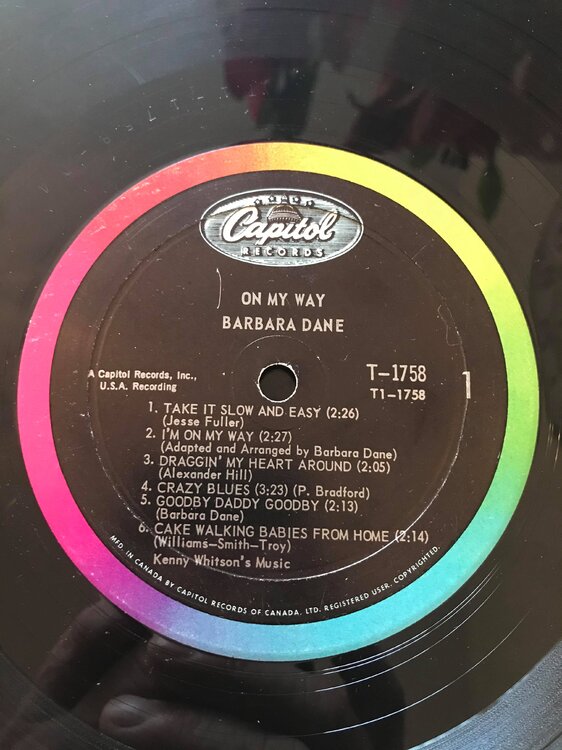 Capitol
RECORDS
ON MY WAY
BARBARA DANE
A Capitol Records, Inc.,
U.S.A. Recording
T-1758
T1-1758
1
1. TAKE IT SLOW AND EASY (2:26)
(Jesse Fuller)
2. I'M ON MY WAY (2:27)
(Adapted and Arranged by Barbara Dane)
3. DRAGGIN' MY HEART AROUND (2:05)
(Alexander Hill)
4. CRAZY BLUES (3:23) (P. Bradford)
5. GOODBY DADDY GOODBY (2:13)
(Barbara Dane)
6. CAKE WALKING BABIES FROM HOME (2:14)
(Williams-Smith-Troy)
Kenny Whitson's Music
MFD. IN CANADA BY CAPITOL RECORDS OF CANADA, LTD. REGISTERED USER. COPYRIGHTED.